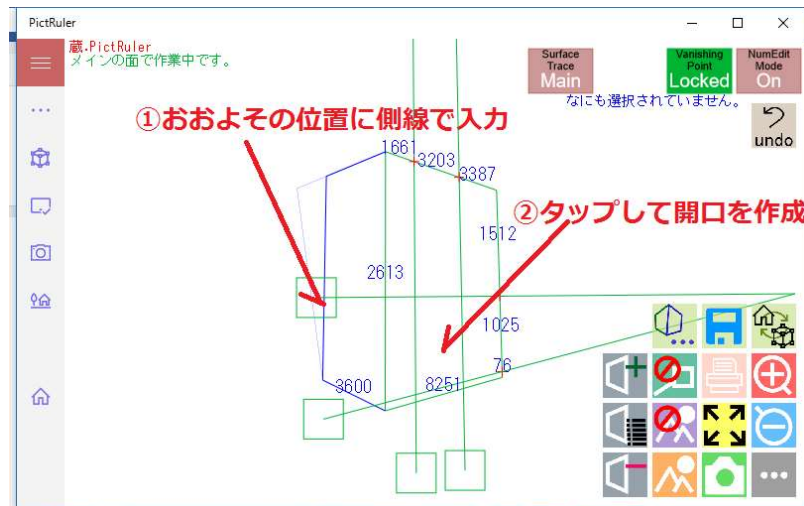 PictRuler
蔵.PictRuler
メインの面で作業中です。
Surface
Trace
Main
Vanishing
Point
Locked
NumEdit
Mode
On
なにも選択されていません。
undo
①おおよその位置に側線で入力
1661
3203
3387
②タップして開口を作成
1512
2613
1025
76
3600
8251